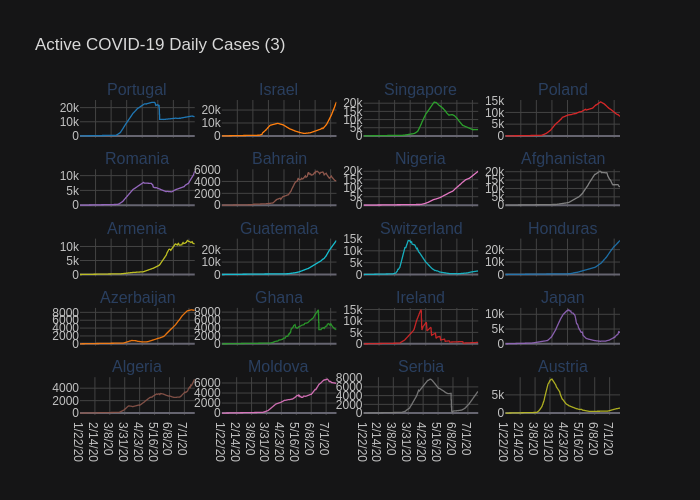 Active COVID-19 Daily Cases (3)
Portugal Israel Singapore Poland
20k 10k 0
20k 10k 0
20k 15k 10k 5k 0
15k 10k 5k 0
Romania Bahrain Nigeria Afghanistan
10k 5k 0
6000 4000 2000 0
20k 15k 10k 5k 0
20k 15k 10k 5k 0
Armenia Guatemala Switzerland Honduras
10k 5k 0
20k 10k 0
15k 10k 5k 0
20k 10k 0
Azerbaijan Ghana Ireland Japan
8000 6000 4000 2000 0
8000 6000 4000 2000 0
15k 10k 5k 0
10k 5k 0
Algeria Moldova Serbia Austria
4000 2000 0
6000 4000 2000 0
8000 6000 4000 2000 0
5k 0
1/22/20 2/14/20 3/8/20 3/31/20 4/23/20 5/16/20 6/8/20 7/1/20
1/22/20 2/14/20 3/8/20 3/31/20 4/23/20 5/16/20 6/8/20 7/1/20
1/22/20 2/14/20 3/8/20 3/31/20 4/23/20 5/16/20 6/8/20 7/1/20
1/22/20 2/14/20 3/8/20 3/31/20 4/23/20 5/16/20 6/8/20 7/1/20